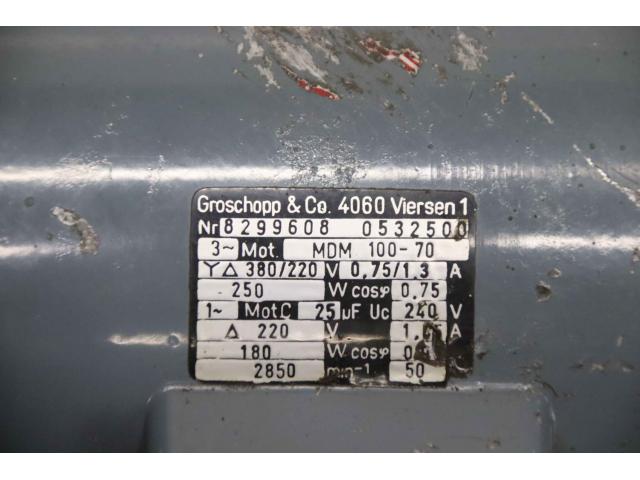 Groschopp & Co. 4060 Viersen 1
Nr 8299608 0532500
3~ Mot. MDM 100-70
Y △ 380/220 V 0,75/1,3 A
250 W cosφ 0,75
1~ Mot C 25 µF Uc 240 V
△ 220 V A
180 W cosφ
2850 min-1 50